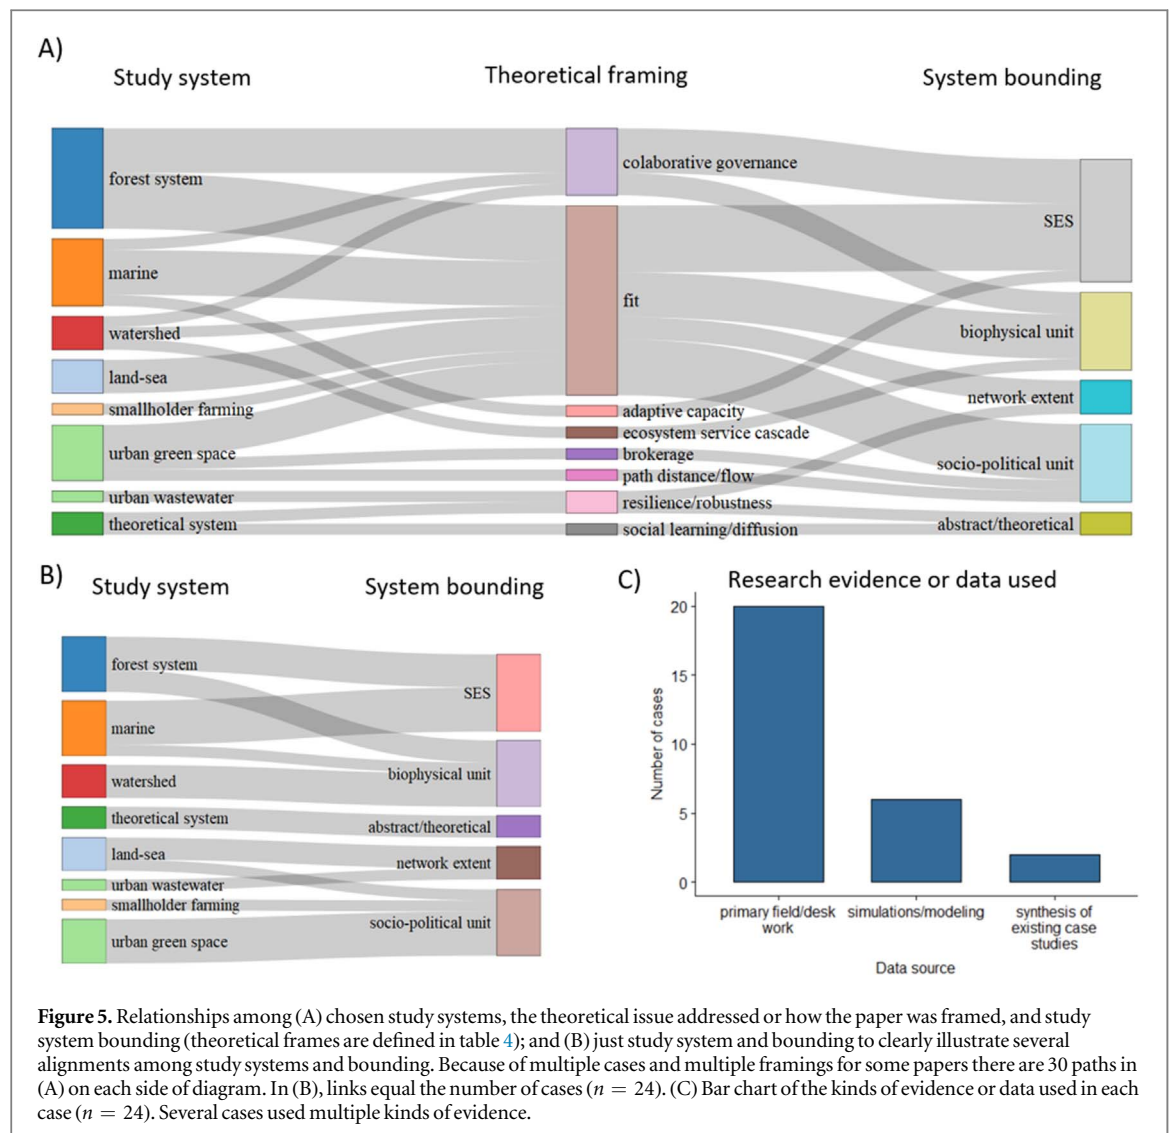 A)
Study system
Theoretical framing
System bounding
forest system
marine
watershed
land-sea
smallholder farming
urban green space
urban wastewater
theoretical system
colaborative governance
fit
adaptive capacity
ecosystem service cascade
brokerage
path distance/flow
resilience/robustness
social learning/diffusion
SES
biophysical unit
network extent
socio-political unit
abstract/theoretical
B)
Study system
System bounding
forest system
marine
watershed
theoretical system
land-sea
urban wastewater
smallholder farming
urban green space
SES
biophysical unit
abstract/theoretical
network extent
socio-political unit
C)
Research evidence or data used
Number of cases
20
15
10
5
0
primary field/desk
work
simulations/modeling
synthesis of
existing case
studies
Data source
Figure 5. Relationships among (A) chosen study systems, the theoretical issue addressed or how the paper was framed, and study
system bounding (theoretical frames are defined in table 4); and (B) just study system and bounding to clearly illustrate several
alignments among study systems and bounding. Because of multiple cases and multiple framings for some papers there are 30 paths in
(A) on each side of diagram. In (B), links equal the number of cases (n = 24). (C) Bar chart of the kinds of evidence or data used in each
case (n = 24). Several cases used multiple kinds of evidence.